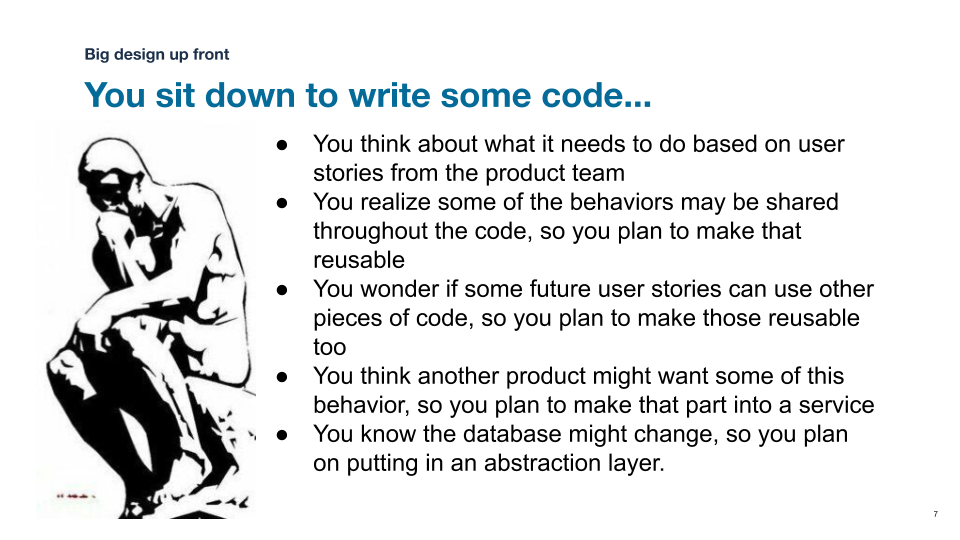 Big design up front
You sit down to write some code...
● You think about what it needs to do based on user
stories from the product team
● You realize some of the behaviors may be shared
throughout the code, so you plan to make that
reusable
● You wonder if some future user stories can use other
pieces of code, so you plan to make those reusable
too
● You think another product might want some of this
behavior, so you plan to make that part into a service
● You know the database might change, so you plan
on putting in an abstraction layer.
7